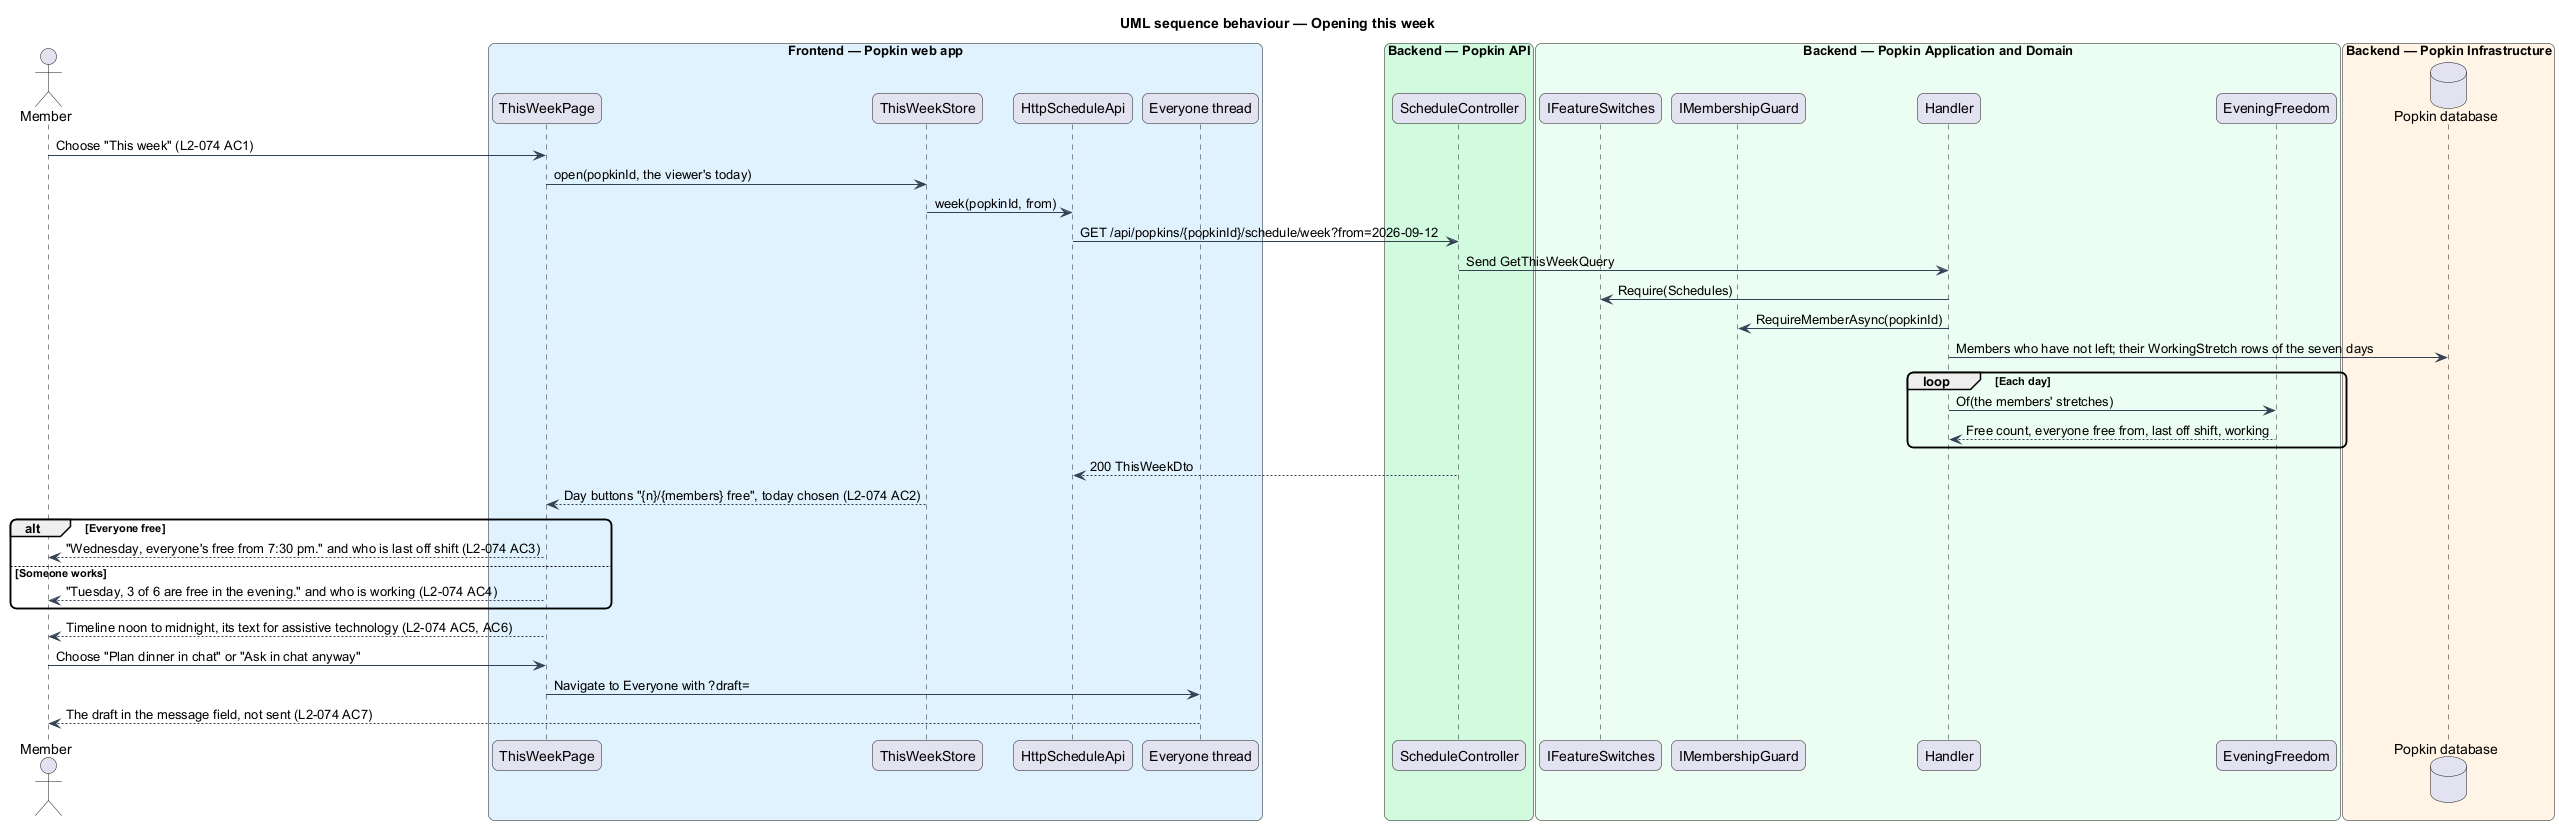 UML sequence behaviour — Opening this week
Frontend — Popkin web app
Backend — Popkin API
Backend — Popkin Application and Domain
Backend — Popkin Infrastructure
Member
ThisWeekPage
ThisWeekStore
HttpScheduleApi
Everyone thread
ScheduleController
IFeatureSwitches
IMembershipGuard
Handler
EveningFreedom
Popkin database
Choose "This week" (L2-074 AC1)
open(popkinId, the viewer's today)
week(popkinId, from)
GET /api/popkins/{popkinId}/schedule/week?from=2026-09-12
Send GetThisWeekQuery
Require(Schedules)
RequireMemberAsync(popkinId)
Members who have not left; their WorkingStretch rows of the seven days
loop [Each day]
Of(the members' stretches)
Free count, everyone free from, last off shift, working
200 ThisWeekDto
Day buttons "{n}/{members} free", today chosen (L2-074 AC2)
alt [Everyone free]
"Wednesday, everyone's free from 7:30 pm." and who is last off shift (L2-074 AC3)
[Someone works]
"Tuesday, 3 of 6 are free in the evening." and who is working (L2-074 AC4)
Timeline noon to midnight, its text for assistive technology (L2-074 AC5, AC6)
Choose "Plan dinner in chat" or "Ask in chat anyway"
Navigate to Everyone with ?draft=
The draft in the message field, not sent (L2-074 AC7)
Member
ThisWeekPage
ThisWeekStore
HttpScheduleApi
Everyone thread
ScheduleController
IFeatureSwitches
IMembershipGuard
Handler
EveningFreedom
Popkin database